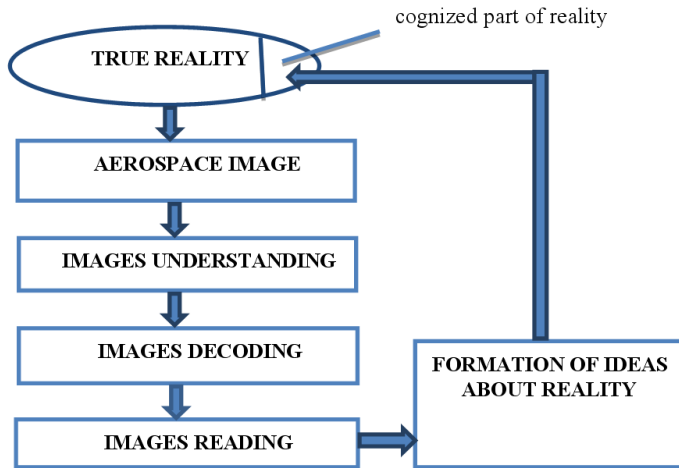 cognized part of reality
TRUE REALITY
AEROSPACE IMAGE
IMAGES UNDERSTANDING
IMAGES DECODING
FORMATION OF IDEAS
ABOUT REALITY
IMAGES READING